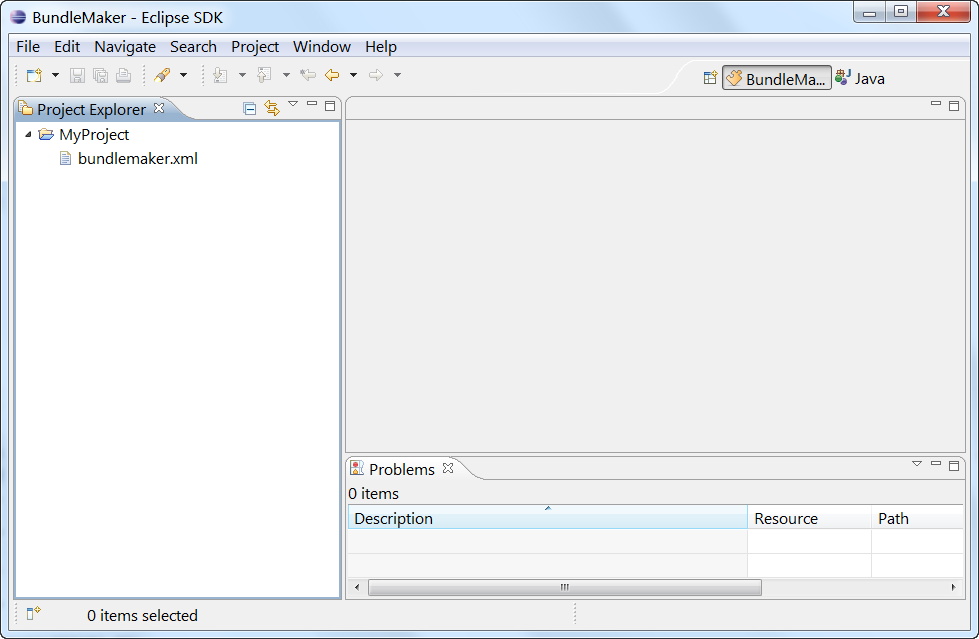 BundleMaker - Eclipse SDK
File Edit Navigate Search Project Window Help
BundleMa... Java
Project Explorer
MyProject
bundlemaker.xml
Problems
0 items
Description Resource Path
0 items selected